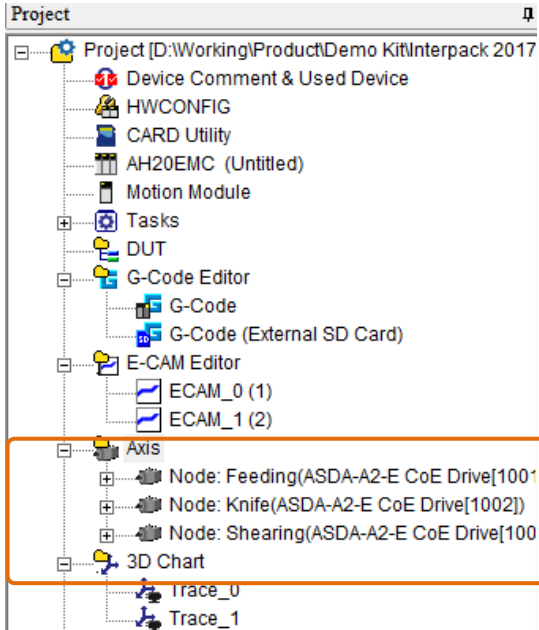 Project
Project [D:\Working\Product\Demo Kit\Interpack 2017
Device Comment & Used Device
HWCONFIG
CARD Utility
AH20EMC (Untitled)
Motion Module
Tasks
DUT
G-Code Editor
G-Code
G-Code (External SD Card)
E-CAM Editor
ECAM_0 (1)
ECAM_1 (2)
Axis
Node: Feeding(ASDA-A2-E CoE Drive[1001
Node: Knife(ASDA-A2-E CoE Drive[1002])
Node: Shearing(ASDA-A2-E CoE Drive[100
3D Chart
Trace_0
Trace_1